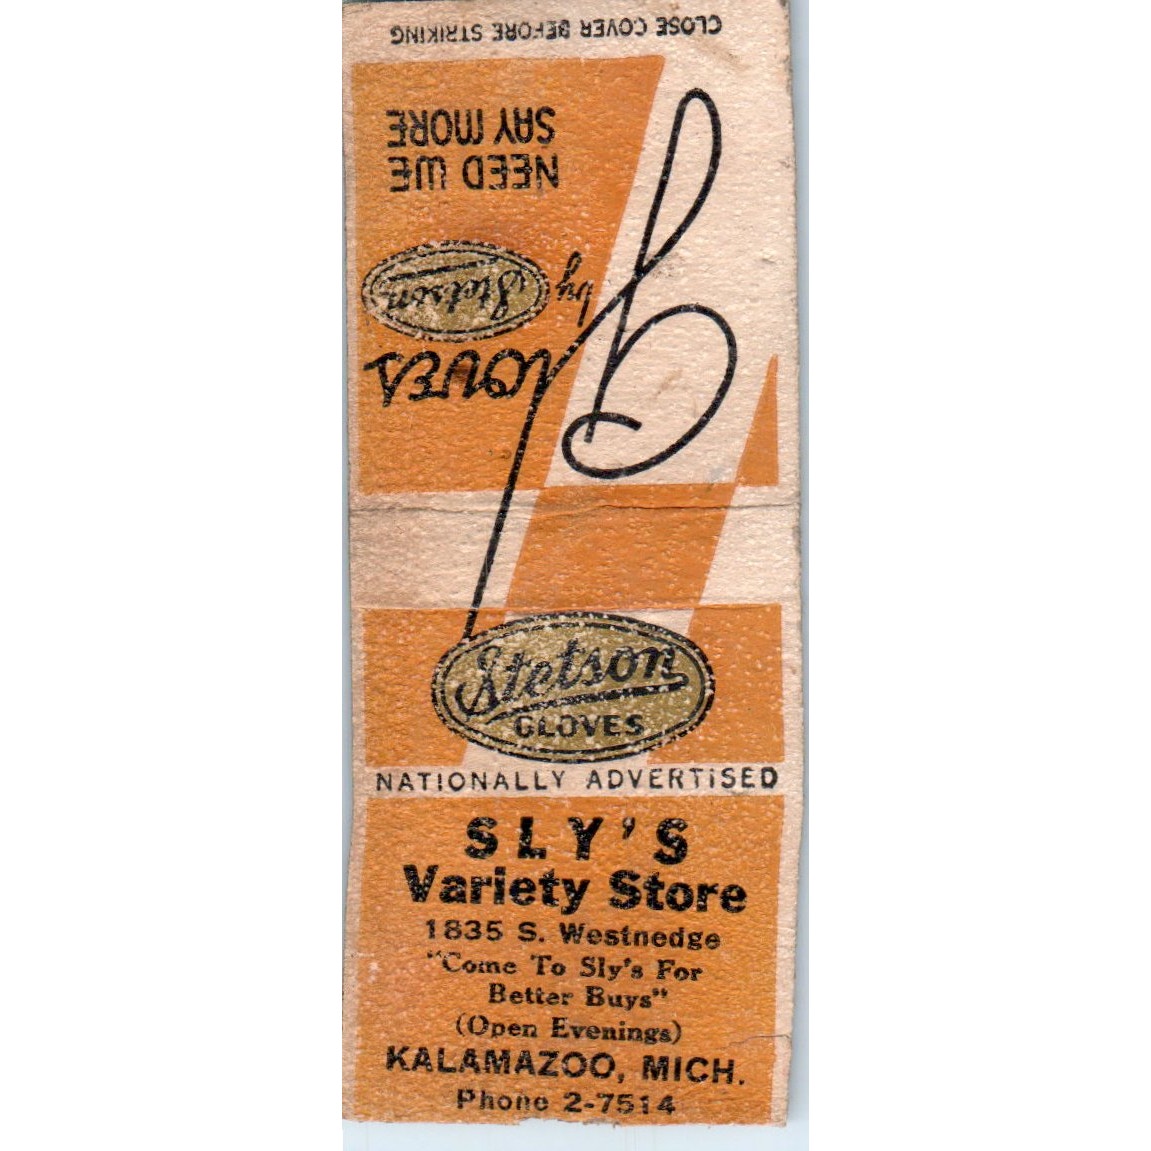 CLOSE COVER BEFORE STRIKING
Gloves
by
Stetson
NEED WE
SAY MORE
Stetson
GLOVES
NATIONALLY ADVERTISED
SLY'S
Variety Store
1835 S. Westnedge
"Come To Sly's For
Better Buys"
(Open Evenings)
KALAMAZOO, MICH.
Phone 2-7514